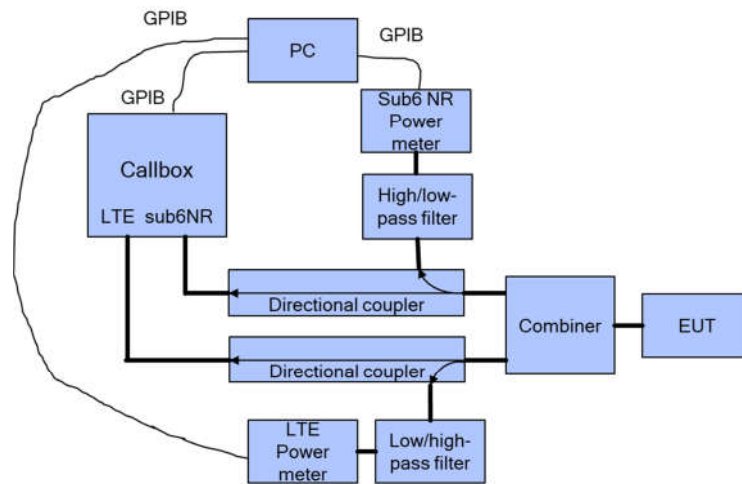 GPIB
PC
GPIB
GPIB
Sub6 NR
Power
meter
Callbox
LTE sub6NR
High/low-
pass filter
Directional coupler
Combiner
EUT
Directional coupler
LTE
Power
meter
Low/high-
pass filter